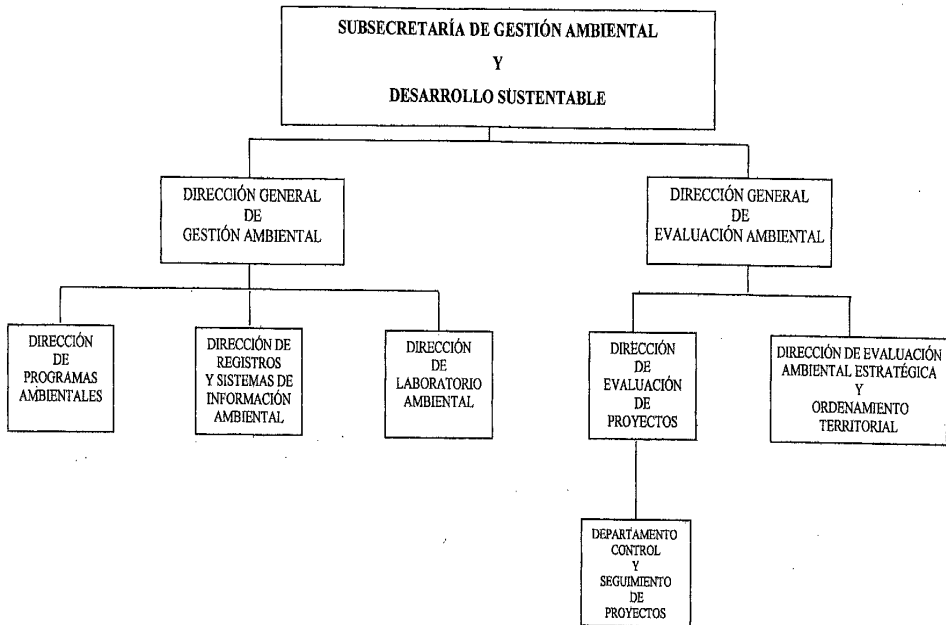 SUBSECRETARÍA DE GESTIÓN AMBIENTAL
Y
DESARROLLO SUSTENTABLE
DIRECCIÓN GENERAL
DE
GESTIÓN AMBIENTAL
DIRECCIÓN GENERAL
DE
EVALUACIÓN AMBIENTAL
DIRECCIÓN
DE
PROGRAMAS
AMBIENTALES
DIRECCIÓN DE
REGISTROS
Y SISTEMAS DE
INFORMACIÓN
AMBIENTAL
DIRECCIÓN
DE
LABORATORIO
AMBIENTAL
DIRECCIÓN
DE
EVALUACIÓN
DE
PROYECTOS
DIRECCIÓN DE EVALUACIÓN
AMBIENTAL ESTRATÉGICA
Y
ORDENAMIENTO
TERRITORIAL
DEPARTAMENTO
CONTROL
Y
SEGUIMIENTO
DE
PROYECTOS